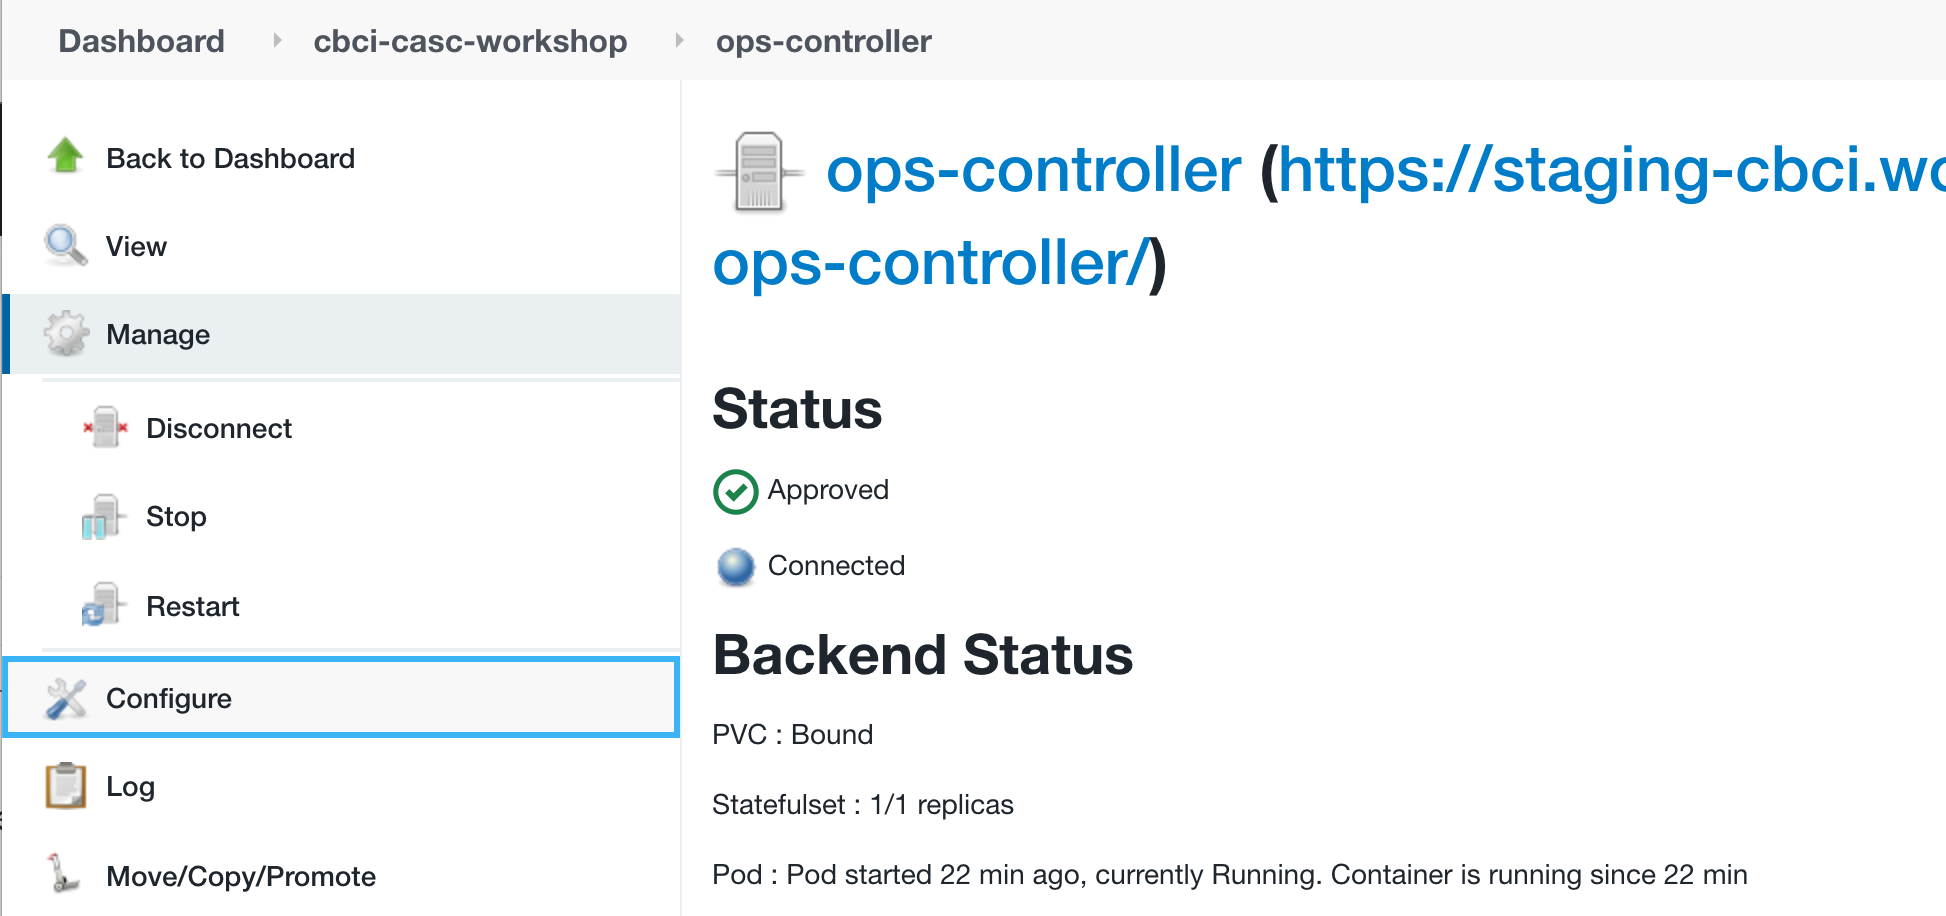 Dashboard cbci-casc-workshop ops-controller
Back to Dashboard
View
Manage
Disconnect
Stop
Restart
Configure
Log
Move/Copy/Promote
ops-controller (https://staging-cbci.wo
ops-controller/)
Status
Approved
Connected
Backend Status
PVC : Bound
Statefulset : 1/1 replicas
Pod : Pod started 22 min ago, currently Running. Container is running since 22 min